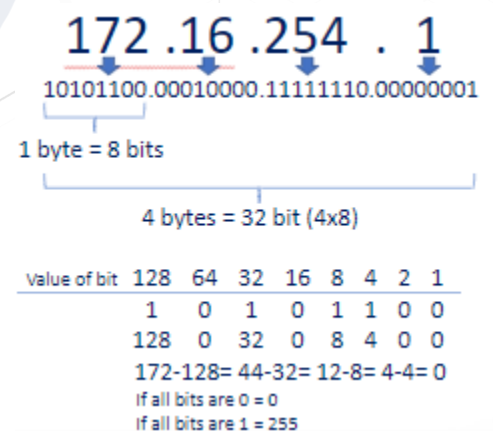 172 .16 .254 . 1
10101100.00010000.11111110.00000001
1 byte = 8 bits
4 bytes = 32 bit (4x8)
Value of bit 128 64 32 16 8 4 2 1
1 0 1 0 1 1 0 0
128 0 32 0 8 4 0 0
172-128= 44-32= 12-8= 4-4= 0
If all bits are 0 = 0
If all bits are 1 = 255